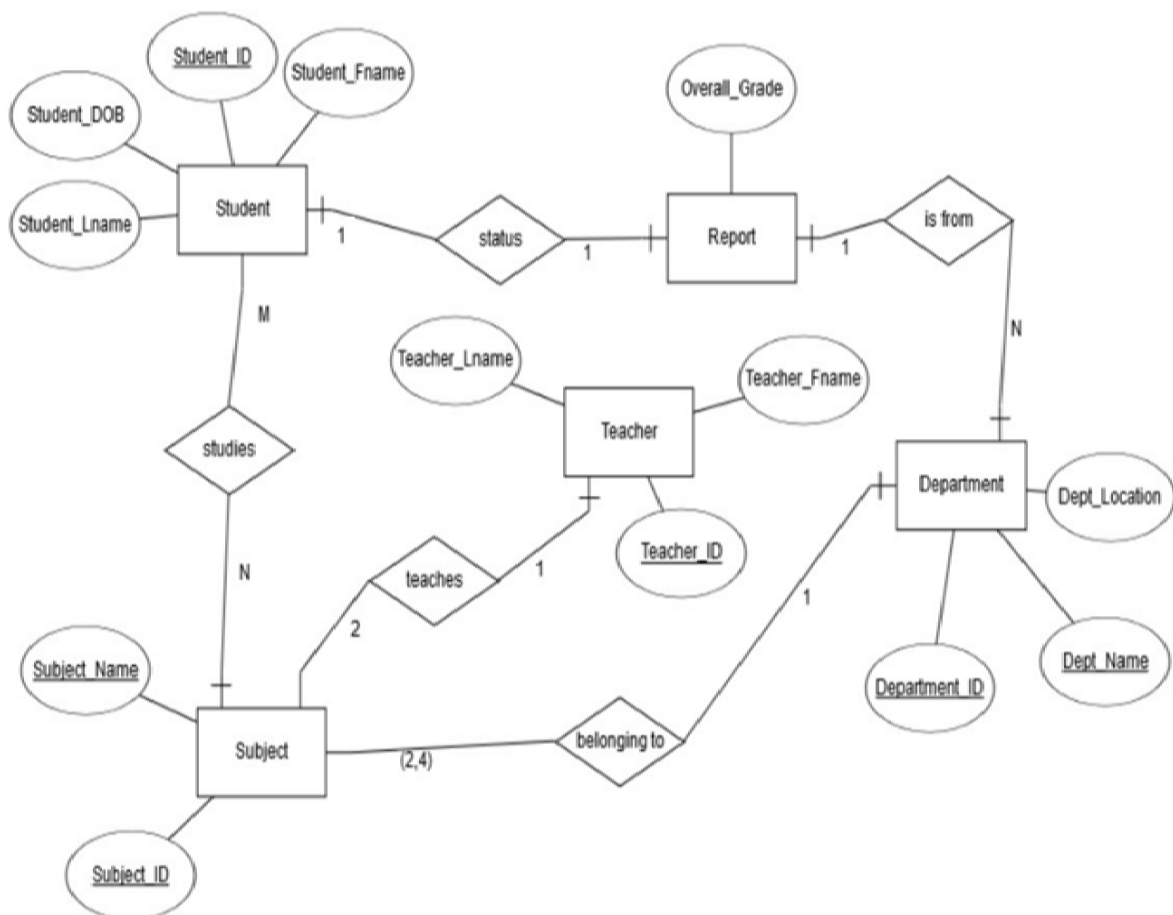 Student_ID
Student_Fname
Overall_Grade
Student_DOB
Student_Lname
Student
1
status
1
Report
1
is from
M
N
Teacher_Lname
Teacher_Fname
Teacher
studies
Department
Dept_Location
Teacher_ID
N
teaches
1
2
1
Subject_Name
Department_ID
Dept_Name
Subject
(2,4)
belonging to
Subject_ID